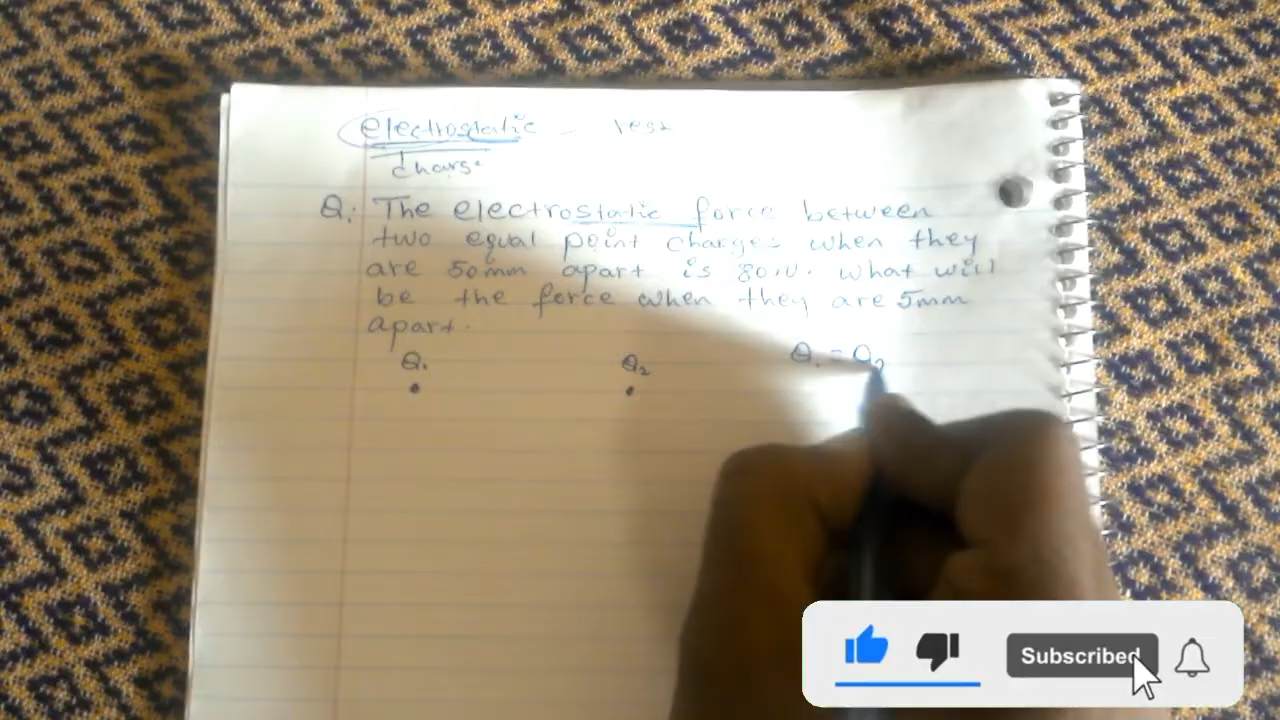 electrostatic - Test
charge
Q: The electrostatic force between
two equal point charges when they
are 50mm apart is 80N. What will
be the force when they are 5mm
apart.
Q₁ Q₂ Q₁ = Q₂
Subscribed